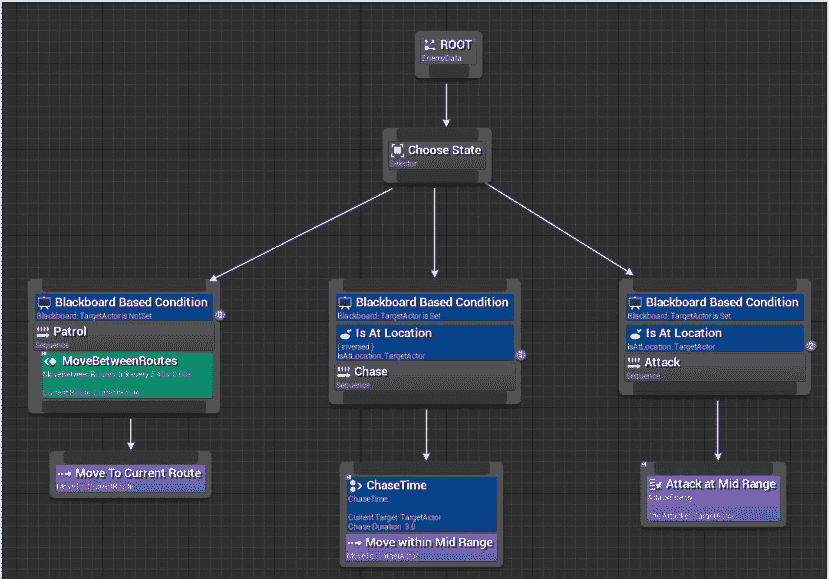 ROOT
EnemyData
Choose State
Selector
Blackboard Based Condition
Blackboard: TargetActor is NotSet
Patrol
Sequence
MoveBetweenRoutes
Move To Current Route
Blackboard Based Condition
Blackboard: TargetActor is Set
Is At Location
( inversed )
IsAtLocation: TargetActor
Chase
Sequence
ChaseTime
ChaseTime
Current Target: TargetActor
Chase Duration: 3.0
Move within Mid Range
MoveTo: TargetActor
Blackboard Based Condition
Blackboard: TargetActor is Set
Is At Location
IsAtLocation: TargetActor
Attack
Sequence
Attack at Mid Range